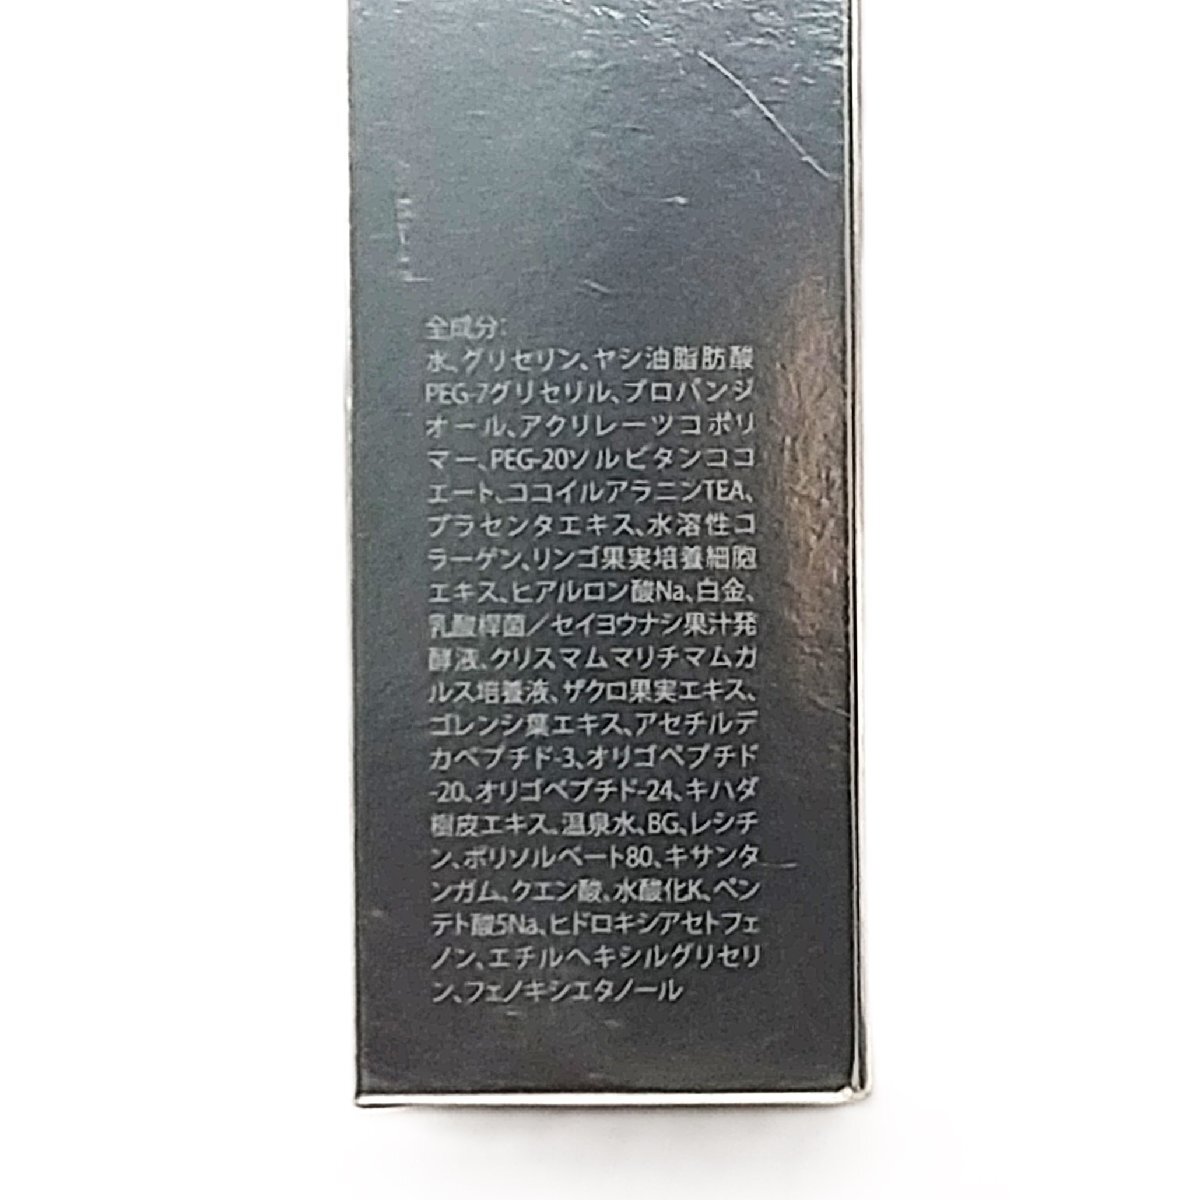 全成分:
水、グリセリン、ヤシ油脂肪酸
PEG-7グリセリル、プロパンジ
オール、アクリレーツコポリ
マー、PEG-20ソルビタンココ
エート、ココイルアラニンTEA、
プラセンタエキス、水溶性コ
ラーゲン、リンゴ果実培養細胞
エキス、ヒアルロン酸Na、白金、
乳酸桿菌/セイヨウナシ果汁発
酵液、クリスマムマリチマムガ
ルス培養液、ザクロ果実エキス、
ゴレンシ葉エキス、アセチルデ
カペプチド-3、オリゴペプチド
-20、オリゴペプチド-24、キハダ
樹皮エキス、温泉水、BG、レシチ
ン、ポリソルベート80、キサンタ
ンガム、クエン酸、水酸化K、ペン
テト酸5Na、ヒドロキシアセトフェ
ノン、エチルヘキシルグリセリ
ン、フェノキシエタノール